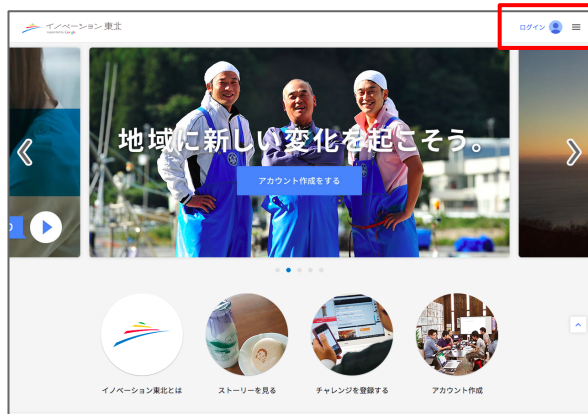 イノベーション東北
ログイン
地域に新しい変化を起こそう。
アカウント作成をする
イノベーション東北とは
ストーリーを見る
チャレンジを登録する
アカウント作成